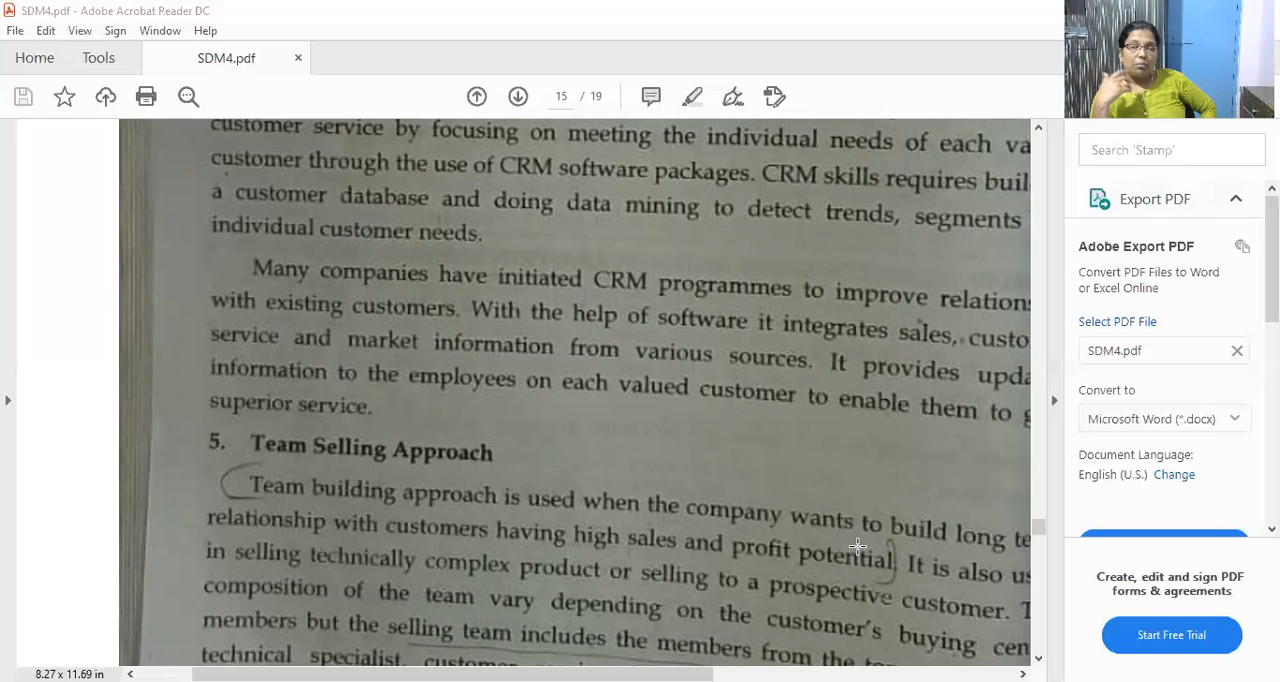 SDM4.pdf - Adobe Acrobat Reader DC
File Edit View Sign Window Help
Home Tools SDM4.pdf ×
15 / 19
customer service by focusing on meeting the individual needs of each va
customer through the use of CRM software packages. CRM skills requires buil
a customer database and doing data mining to detect trends, segments
individual customer needs.
Many companies have initiated CRM programmes to improve relation
with existing customers. With the help of software it integrates sales, custo
service and market information from various sources. It provides upda
information to the employees on each valued customer to enable them to g
superior service.
5. Team Selling Approach
Team building approach is used when the company wants to build long te
relationship with customers having high sales and profit potential. It is also us
in selling technically complex product or selling to a prospective customer. T
composition of the team vary depending on the customer's buying cen
members but the selling team includes the members from the
technical specialist,
8.27 x 11.69 in
Search 'Stamp'
Export PDF
Adobe Export PDF
Convert PDF Files to Word
or Excel Online
Select PDF File
SDM4.pdf
Convert to
Microsoft Word (*.docx)
Document Language:
English (U.S.) Change
Create, edit and sign PDF
forms & agreements
Start Free Trial